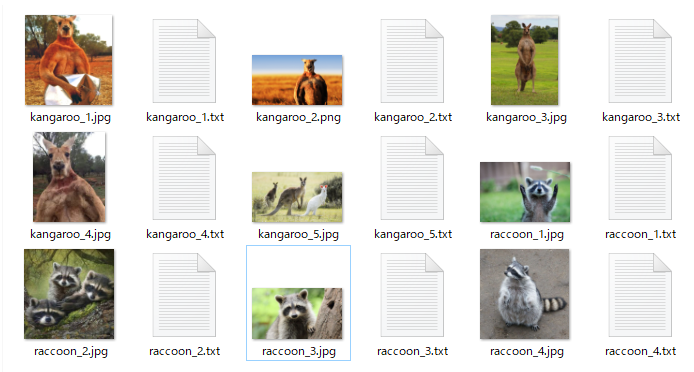 kangaroo_1.jpg kangaroo_1.txt kangaroo_2.png kangaroo_2.txt kangaroo_3.jpg kangaroo_3.txt
kangaroo_4.jpg kangaroo_4.txt kangaroo_5.jpg kangaroo_5.txt raccoon_1.jpg raccoon_1.txt
raccoon_2.jpg raccoon_2.txt raccoon_3.jpg raccoon_3.txt raccoon_4.jpg raccoon_4.txt